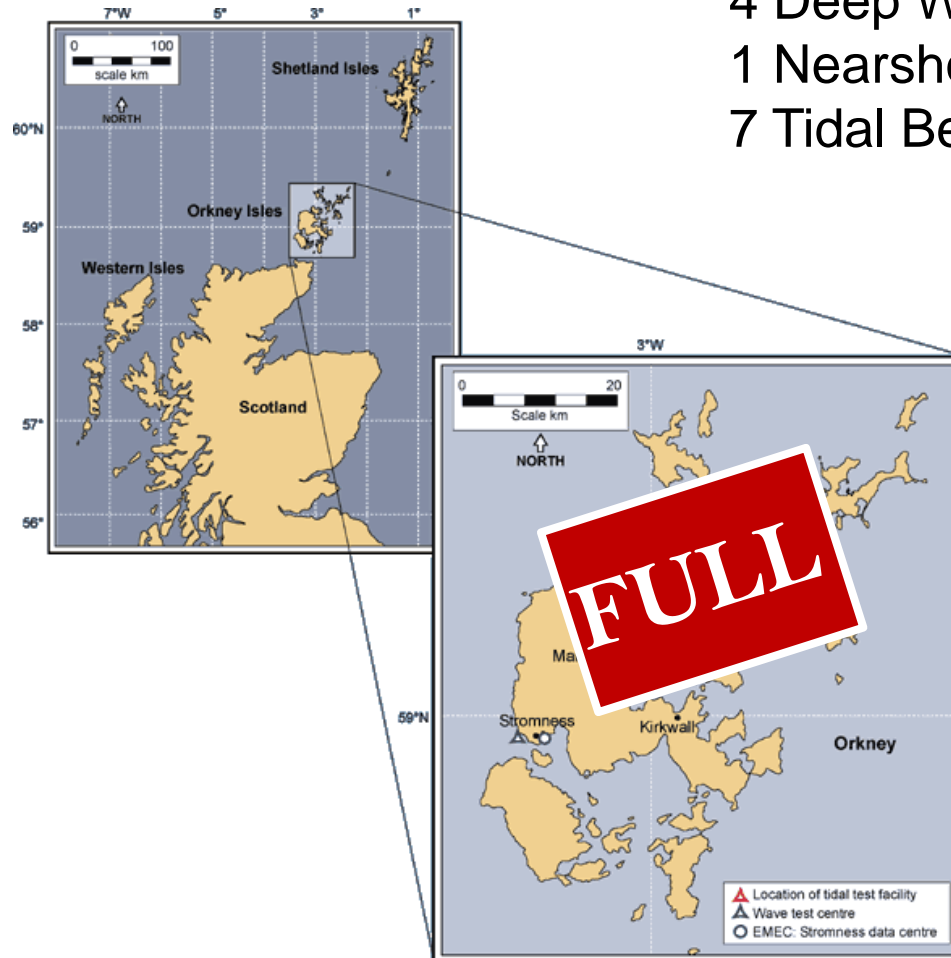 4 Deep
1 Nearsh
7 Tidal Be
7°W 5° 3° 1°
0 100
scale km
NORTH
Shetland Isles
60°N
Orkney Isles
59°
Western Isles
58°
Scotland
57°
56°
3°W
0 20
Scale km
NORTH
FULL
Ma
59°N
Stromness
Kirkwall
Orkney
Location of tidal test facility
Wave test centre
EMEC: Stromness data centre